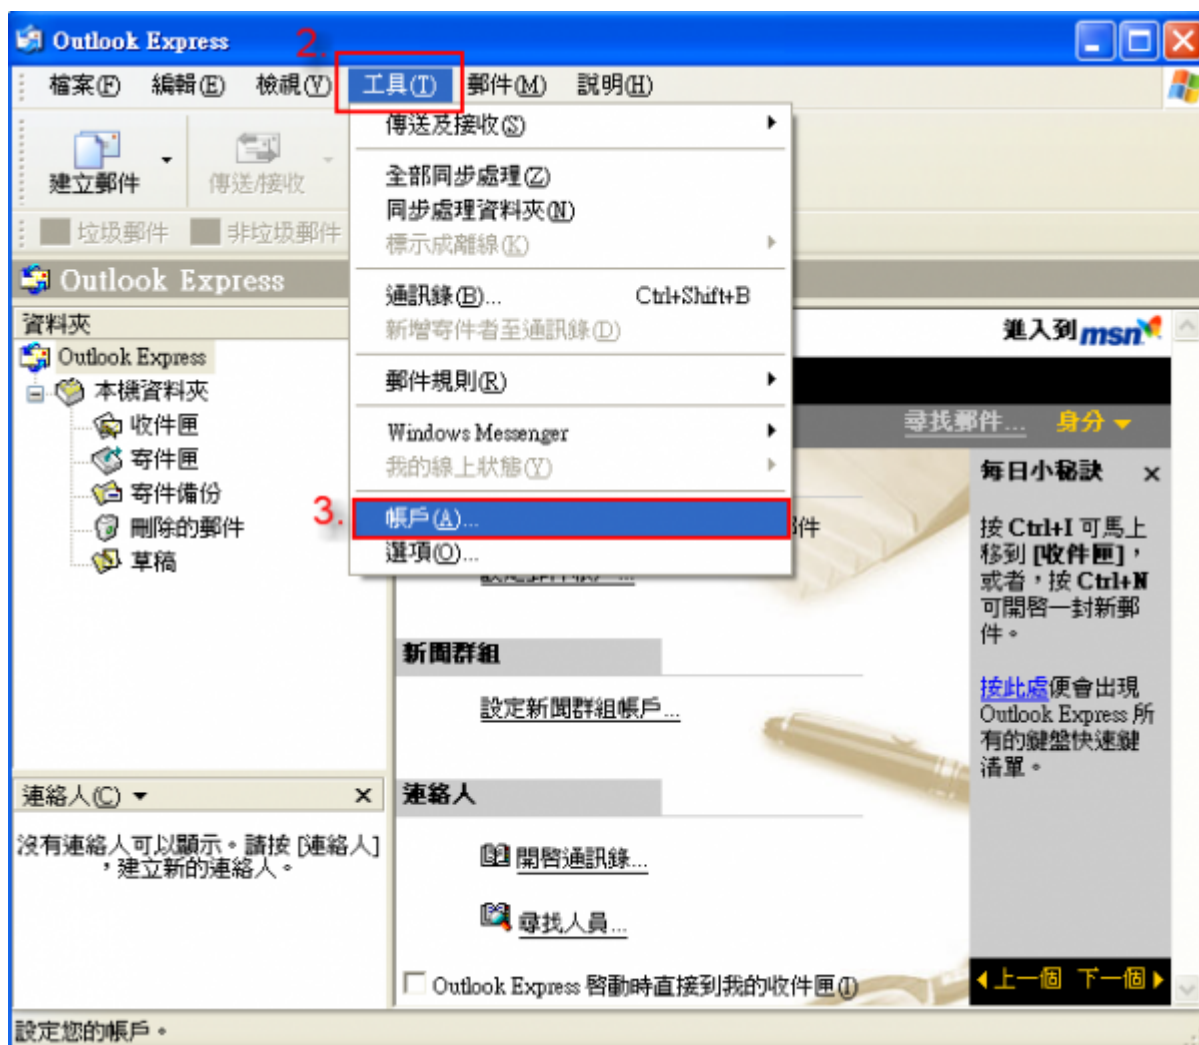 Outlook Express
2.
檔案(F) 編輯(E) 檢視(V) 工具(T) 郵件(M) 說明(H)
建立郵件 傳送/接收
垃圾郵件 非垃圾郵件
傳送及接收(S)
全部同步處理(Z)
同步處理資料夾(N)
標示成離線(K)
通訊錄(B)... Ctrl+Shift+B
新增寄件者至通訊錄(D)
郵件規則(R)
Windows Messenger
我的線上狀態(Y)
3.
帳戶(A)...
選項(O)...
Outlook Express
資料夾
Outlook Express
本機資料夾
收件匣
寄件匣
寄件備份
刪除的郵件
草稿
進入到 msn
尋找郵件... 身分
件
新聞群組
設定新聞群組帳戶...
連絡人
開啓通訊錄...
尋找人員...
Outlook Express 啓動時直接到我的收件匣(I)
每日小秘訣
按 Ctrl+I 可馬上
移到 [收件匣],
或者,按 Ctrl+N
可開啓一封新郵
件。
按此處便會出現
Outlook Express 所
有的鍵盤快速鍵
清單。
上一個 下一個
連絡人(C)
沒有連絡人可以顯示。請按 [連絡人]
,建立新的連絡人。
設定您的帳戶。